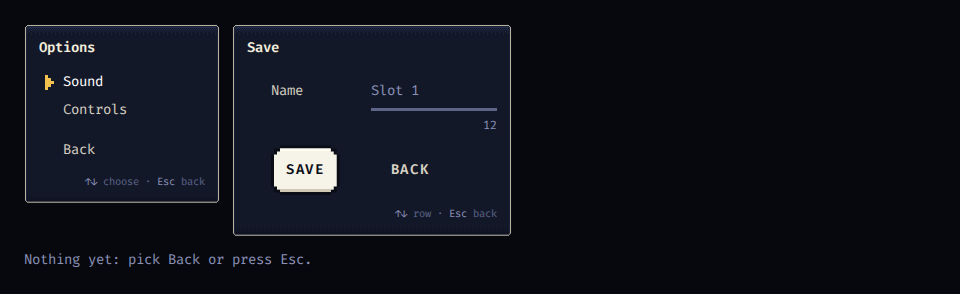 Options
Sound
Controls
Back
↑↓ choose · Esc back
Save
Name Slot 1
12
SAVE BACK
↑↓ row · Esc back
Nothing yet: pick Back or press Esc.